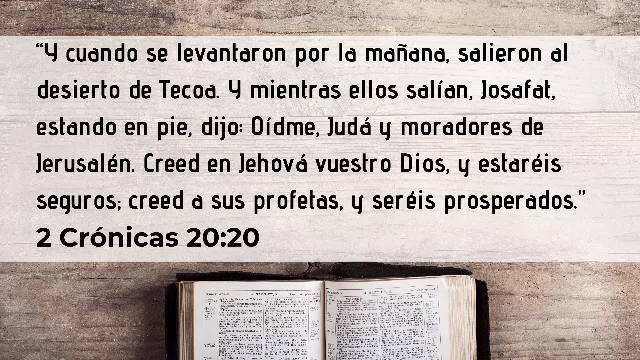 “Y cuando se levantaron por la mañana, salieron al
desierto de Tecoa. Y mientras ellos salían, Josafat,
estando en pie, dijo: Oídme, Judá y moradores de
Jerusalén. Creed en Jehová vuestro Dios, y estaréis
seguros; creed a sus profetas, y seréis prosperados.”
2 Crónicas 20:20